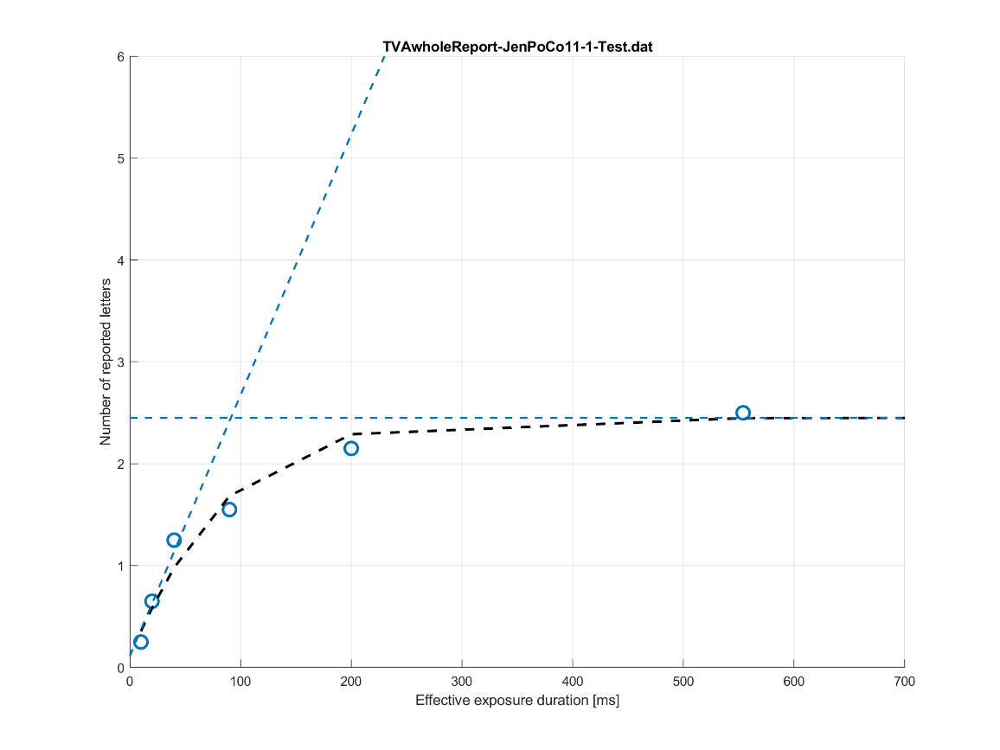 TVAwholeReport-JenPoCo11-1-Test.dat
6
5
4
3
2
1
0
Number of reported letters
0 100 200 300 400 500 600 700
Effective exposure duration [ms]